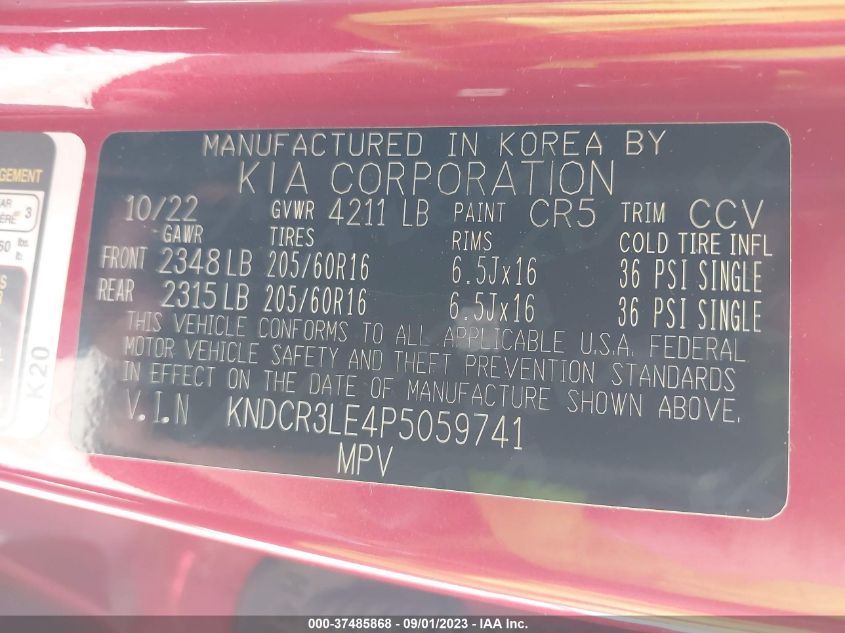 MANUFACTURED IN KOREA BY
KIA CORPORATION
10/22 GVWR 4211 LB PAINT CR5 TRIM CCV
GAWR TIRES RIMS COLD TIRE INFL
FRONT 2348 LB 205/60R16 6.5Jx16 36 PSI SINGLE
REAR 2315 LB 205/60R16 6.5Jx16 36 PSI SINGLE
THIS VEHICLE CONFORMS TO ALL APPLICABLE U.S.A. FEDERAL
MOTOR VEHICLE SAFETY AND THEFT PREVENTION STANDARDS
IN EFFECT ON THE DATE OF MANUFACTURE SHOWN ABOVE.
V.I.N KNDCR3LE4P5059741
MPV
3
lbs.
K20
000-37485868 - 09/01/2023 - IAA Inc.